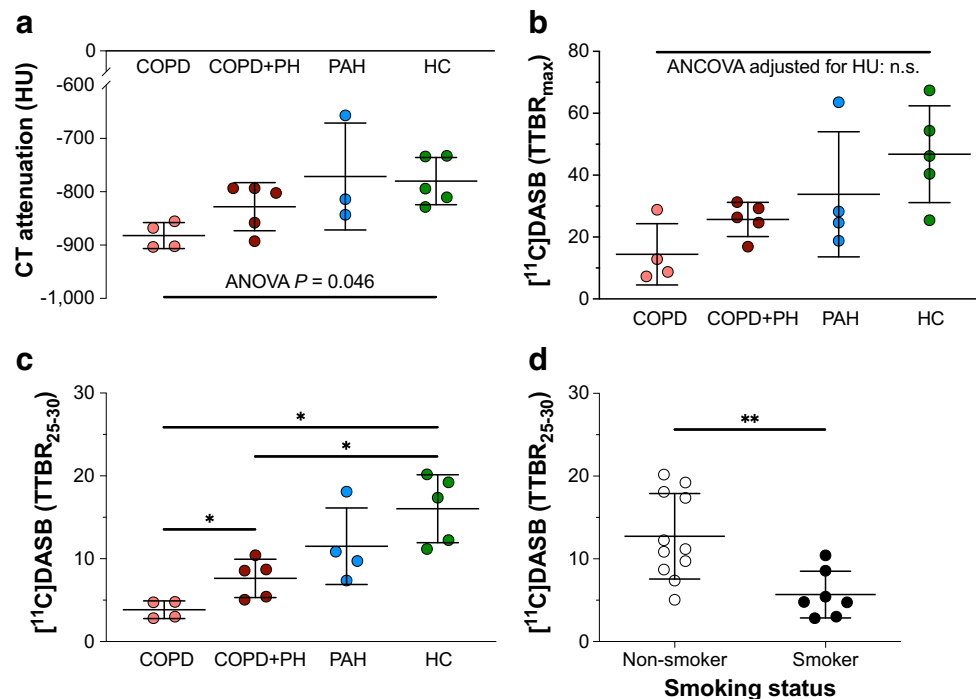 a
CT attenuation (HU)
0
-600
-700
-800
-900
-1,000
COPD COPD+PH PAH HC
ANOVA P = 0.046
b
[¹¹C]DASB (TTBRmax)
80
60
40
20
0
ANCOVA adjusted for HU: n.s.
COPD COPD+PH PAH HC
c
[¹¹C]DASB (TTBR25-30)
30
20
10
0
*
*
*
COPD COPD+PH PAH HC
d
[¹¹C]DASB (TTBR25-30)
30
20
10
0
**
Non-smoker Smoker
Smoking status